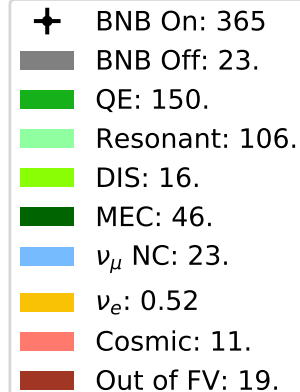 BNB On: 365
BNB Off: 23.
QE: 150.
Resonant: 106.
DIS: 16.
MEC: 46.
νμ NC: 23.
νe: 0.52
Cosmic: 11.
Out of FV: 19.